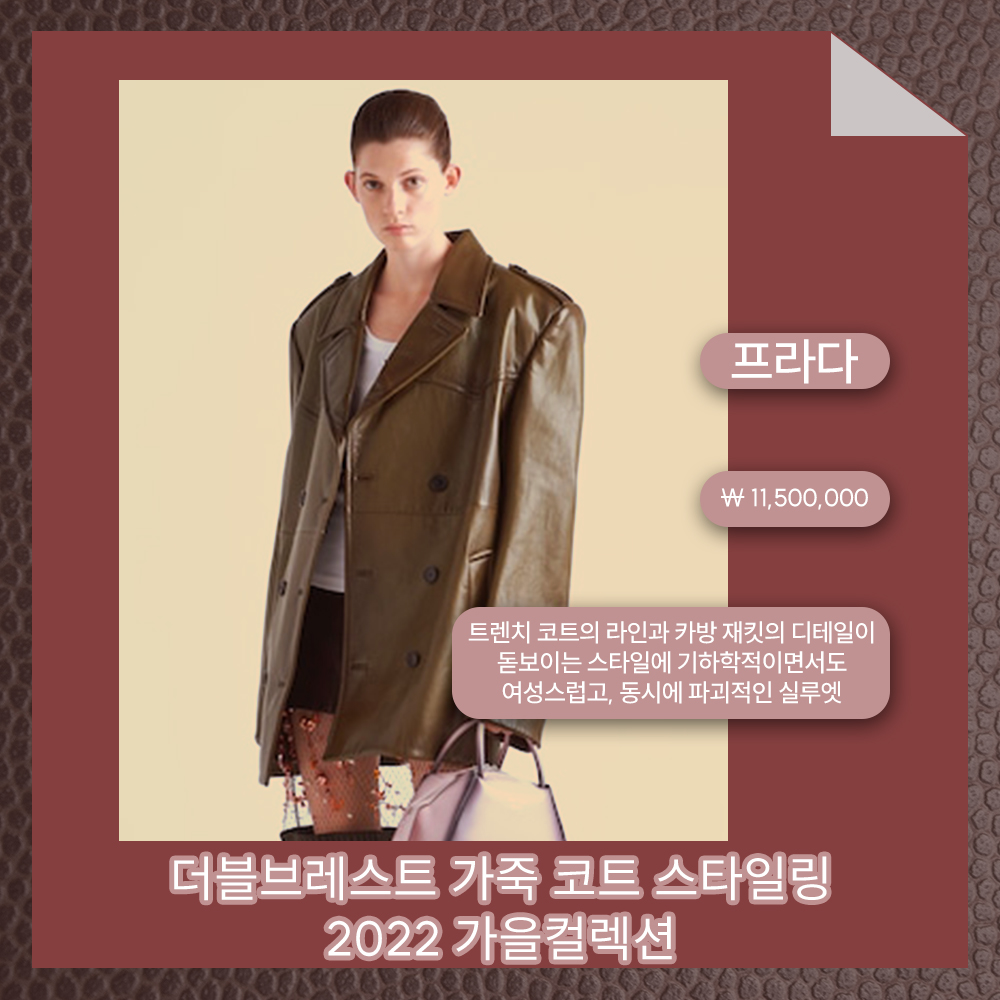 프라다
₩ 11,500,000
트렌치 코트의 라인과 카방 재킷의 디테일이
돋보이는 스타일에 기하학적이면서도
여성스럽고, 동시에 파괴적인 실루엣
더블브레스트 가죽 코트 스타일링
2022 가을컬렉션